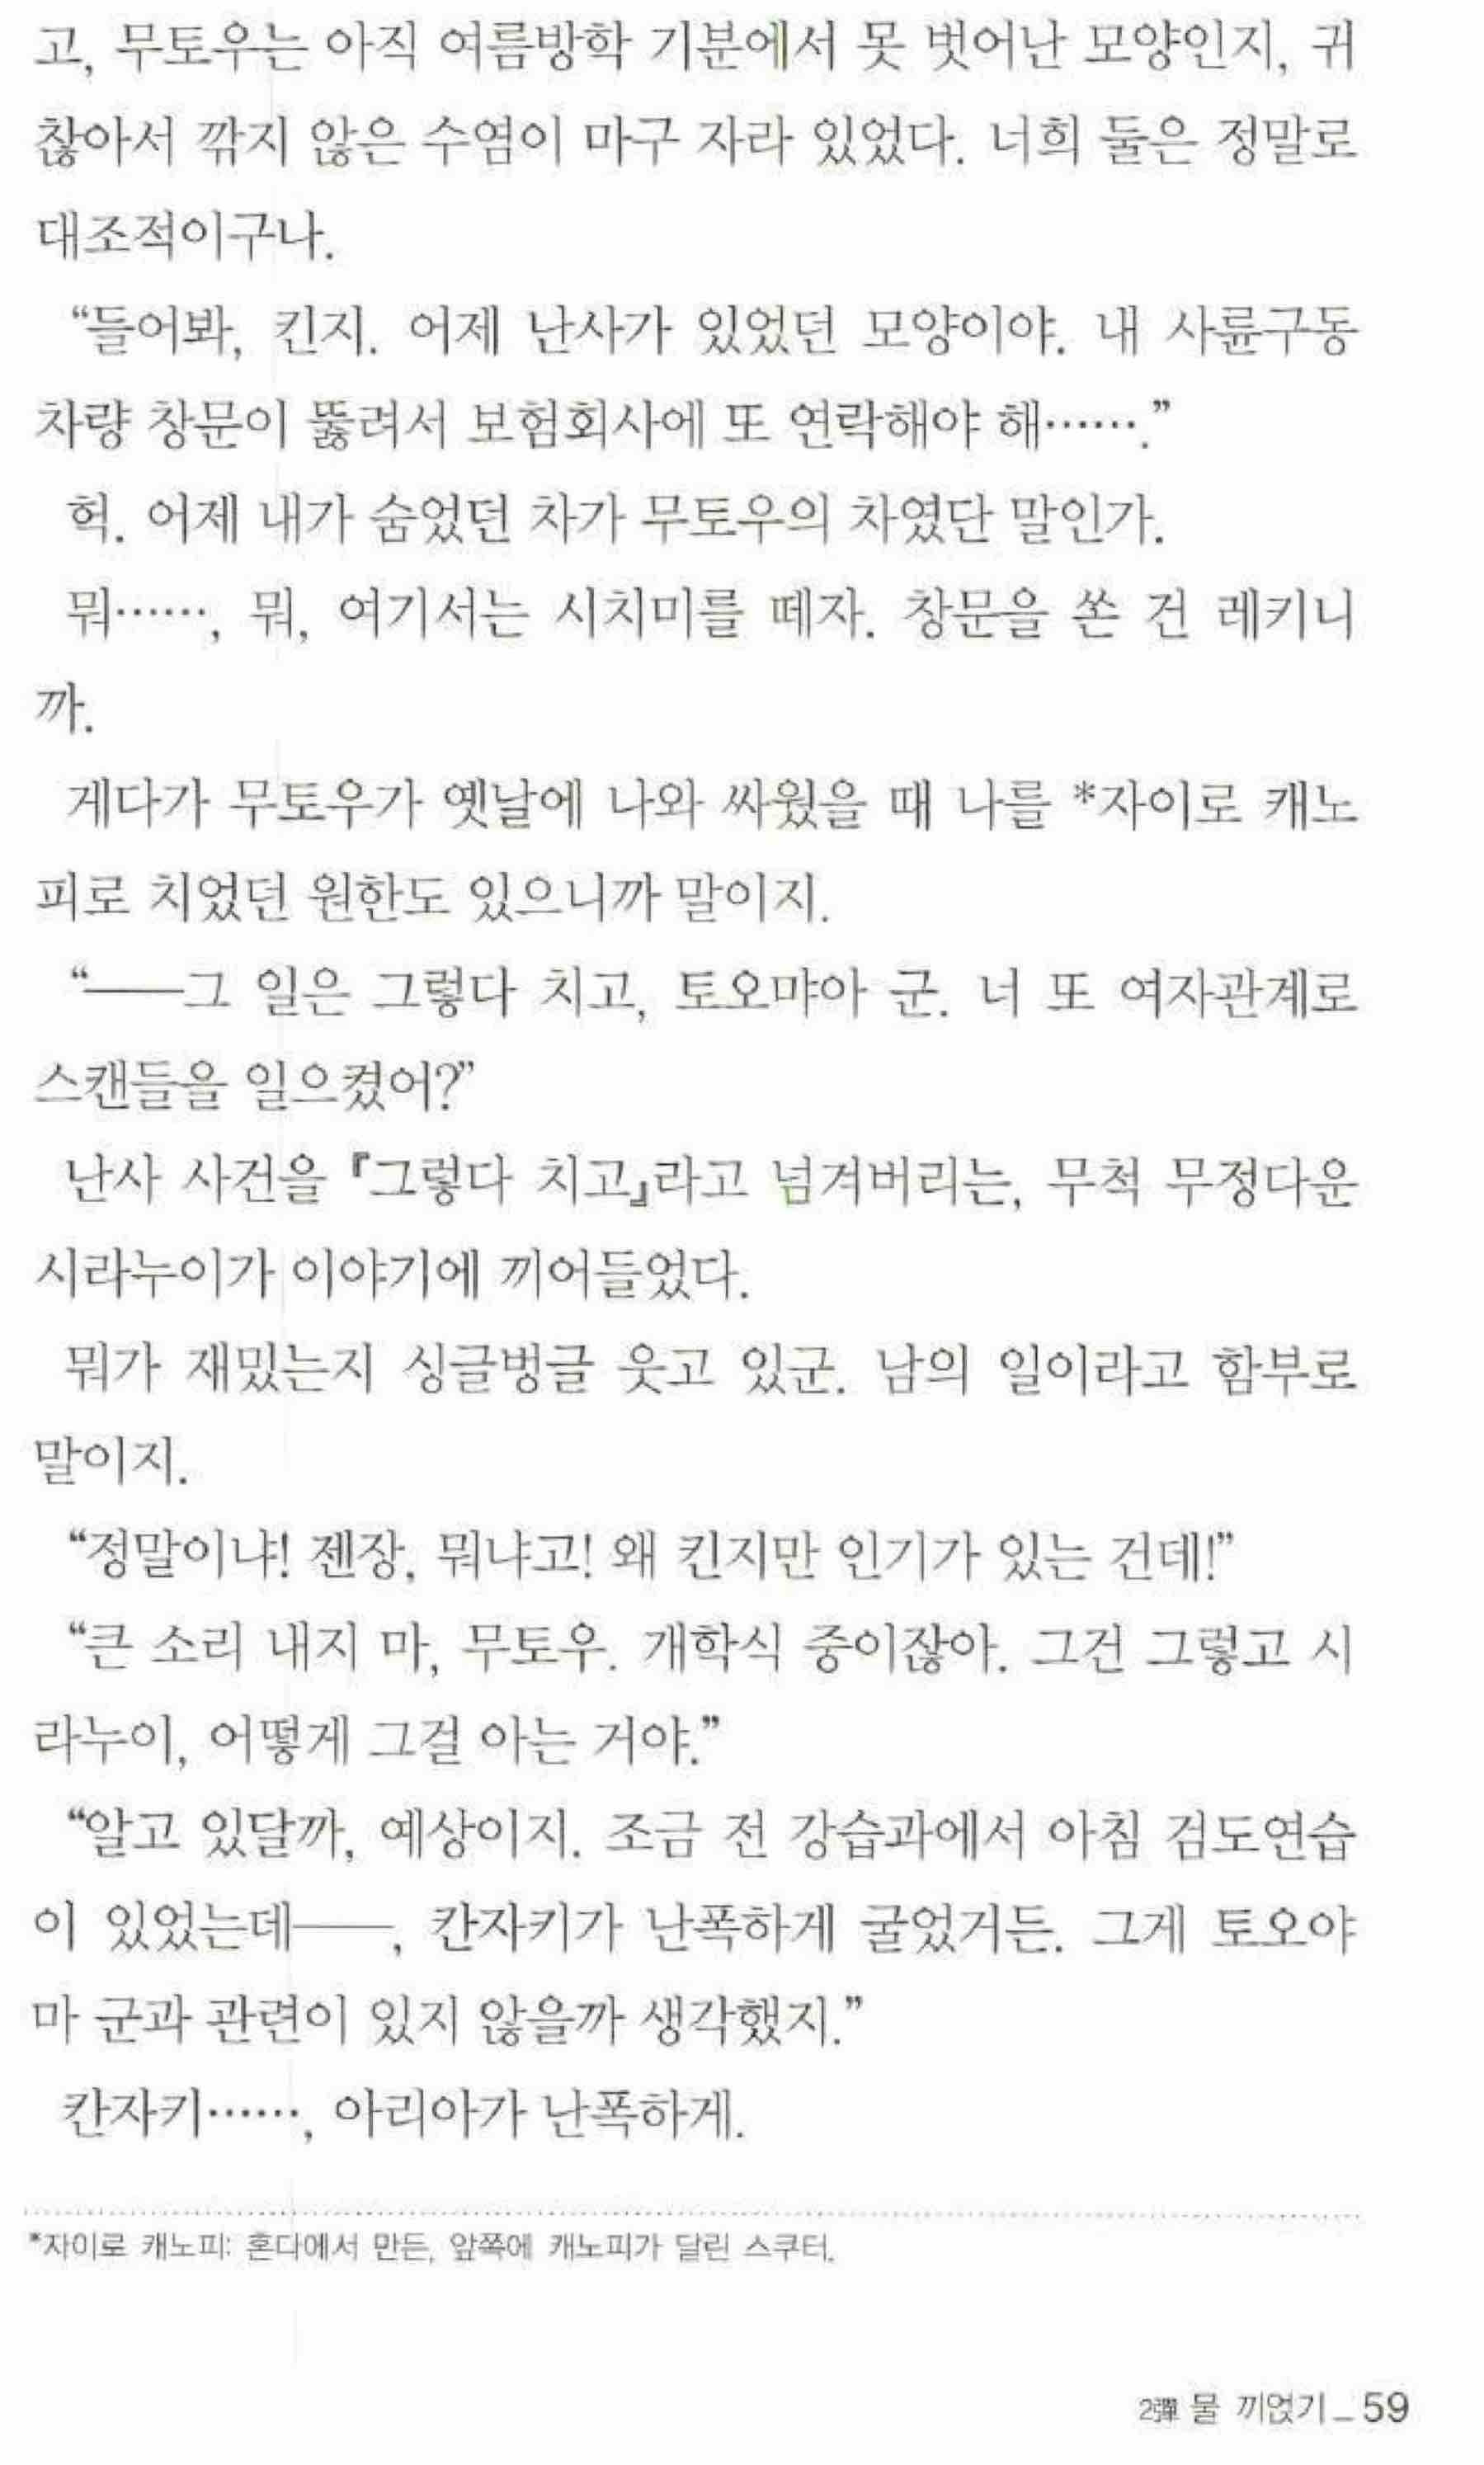 고, 무토우는 아직 여름방학 기분에서 못 벗어난 모양인지, 귀
찮아서 깎지 않은 수염이 마구 자라 있었다. 너희 둘은 정말로
대조적이구나.
“들어봐, 킨지. 어제 난사가 있었던 모양이야. 내 사륜구동
차량 창문이 뚫려서 보험회사에 또 연락해야 해…….”
헉. 어제 내가 숨었던 차가 무토우의 차였단 말인가.
뭐……, 뭐, 여기서는 시치미를 떼자. 창문을 쏜 건 레키니
까.
게다가 무토우가 옛날에 나와 싸웠을 때 나를 *자이로 캐노
피로 치었던 원한도 있으니까 말이지.
“──그 일은 그렇다 치고, 토오먀아 군. 너 또 여자관계로
스캔들을 일으켰어?”
난사 사건을 『그렇다 치고』라고 넘겨버리는, 무척 무정다운
시라누이가 이야기에 끼어들었다.
뭐가 재밌는지 싱글벙글 웃고 있군. 남의 일이라고 함부로
말이지.
“정말이냐! 젠장, 뭐냐고! 왜 킨지만 인기가 있는 건데!”
“큰 소리 내지 마, 무토우. 개학식 중이잖아. 그건 그렇고 시
라누이, 어떻게 그걸 아는 거야.”
“알고 있달까, 예상이지. 조금 전 강습과에서 아침 검도연습
이 있었는데──, 칸자키가 난폭하게 굴었거든. 그게 토오야
마 군과 관련이 있지 않을까 생각했지.”
칸자키……, 아리아가 난폭하게.
*자이로 캐노피: 혼다에서 만든, 앞쪽에 캐노피가 달린 스쿠터.
2彈 물 끼얹기_59